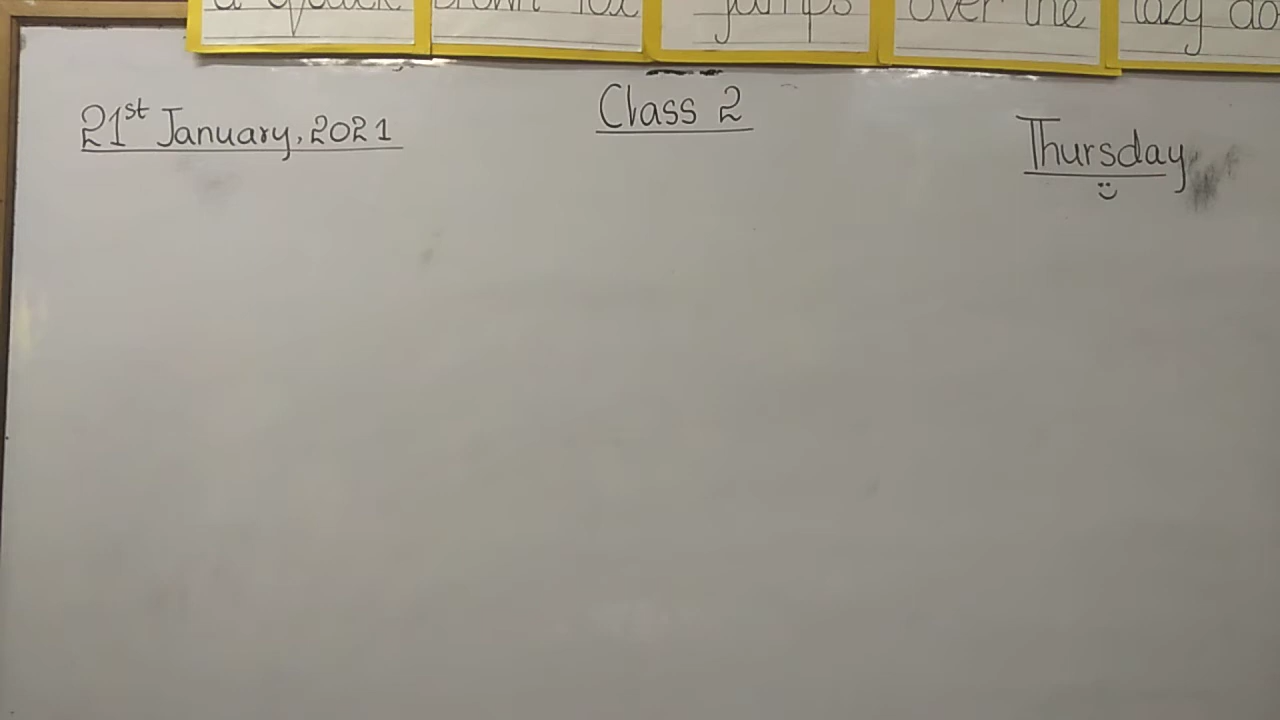 a quick brown fox jumps over the lazy do
21st January, 2021
Class 2
Thursday